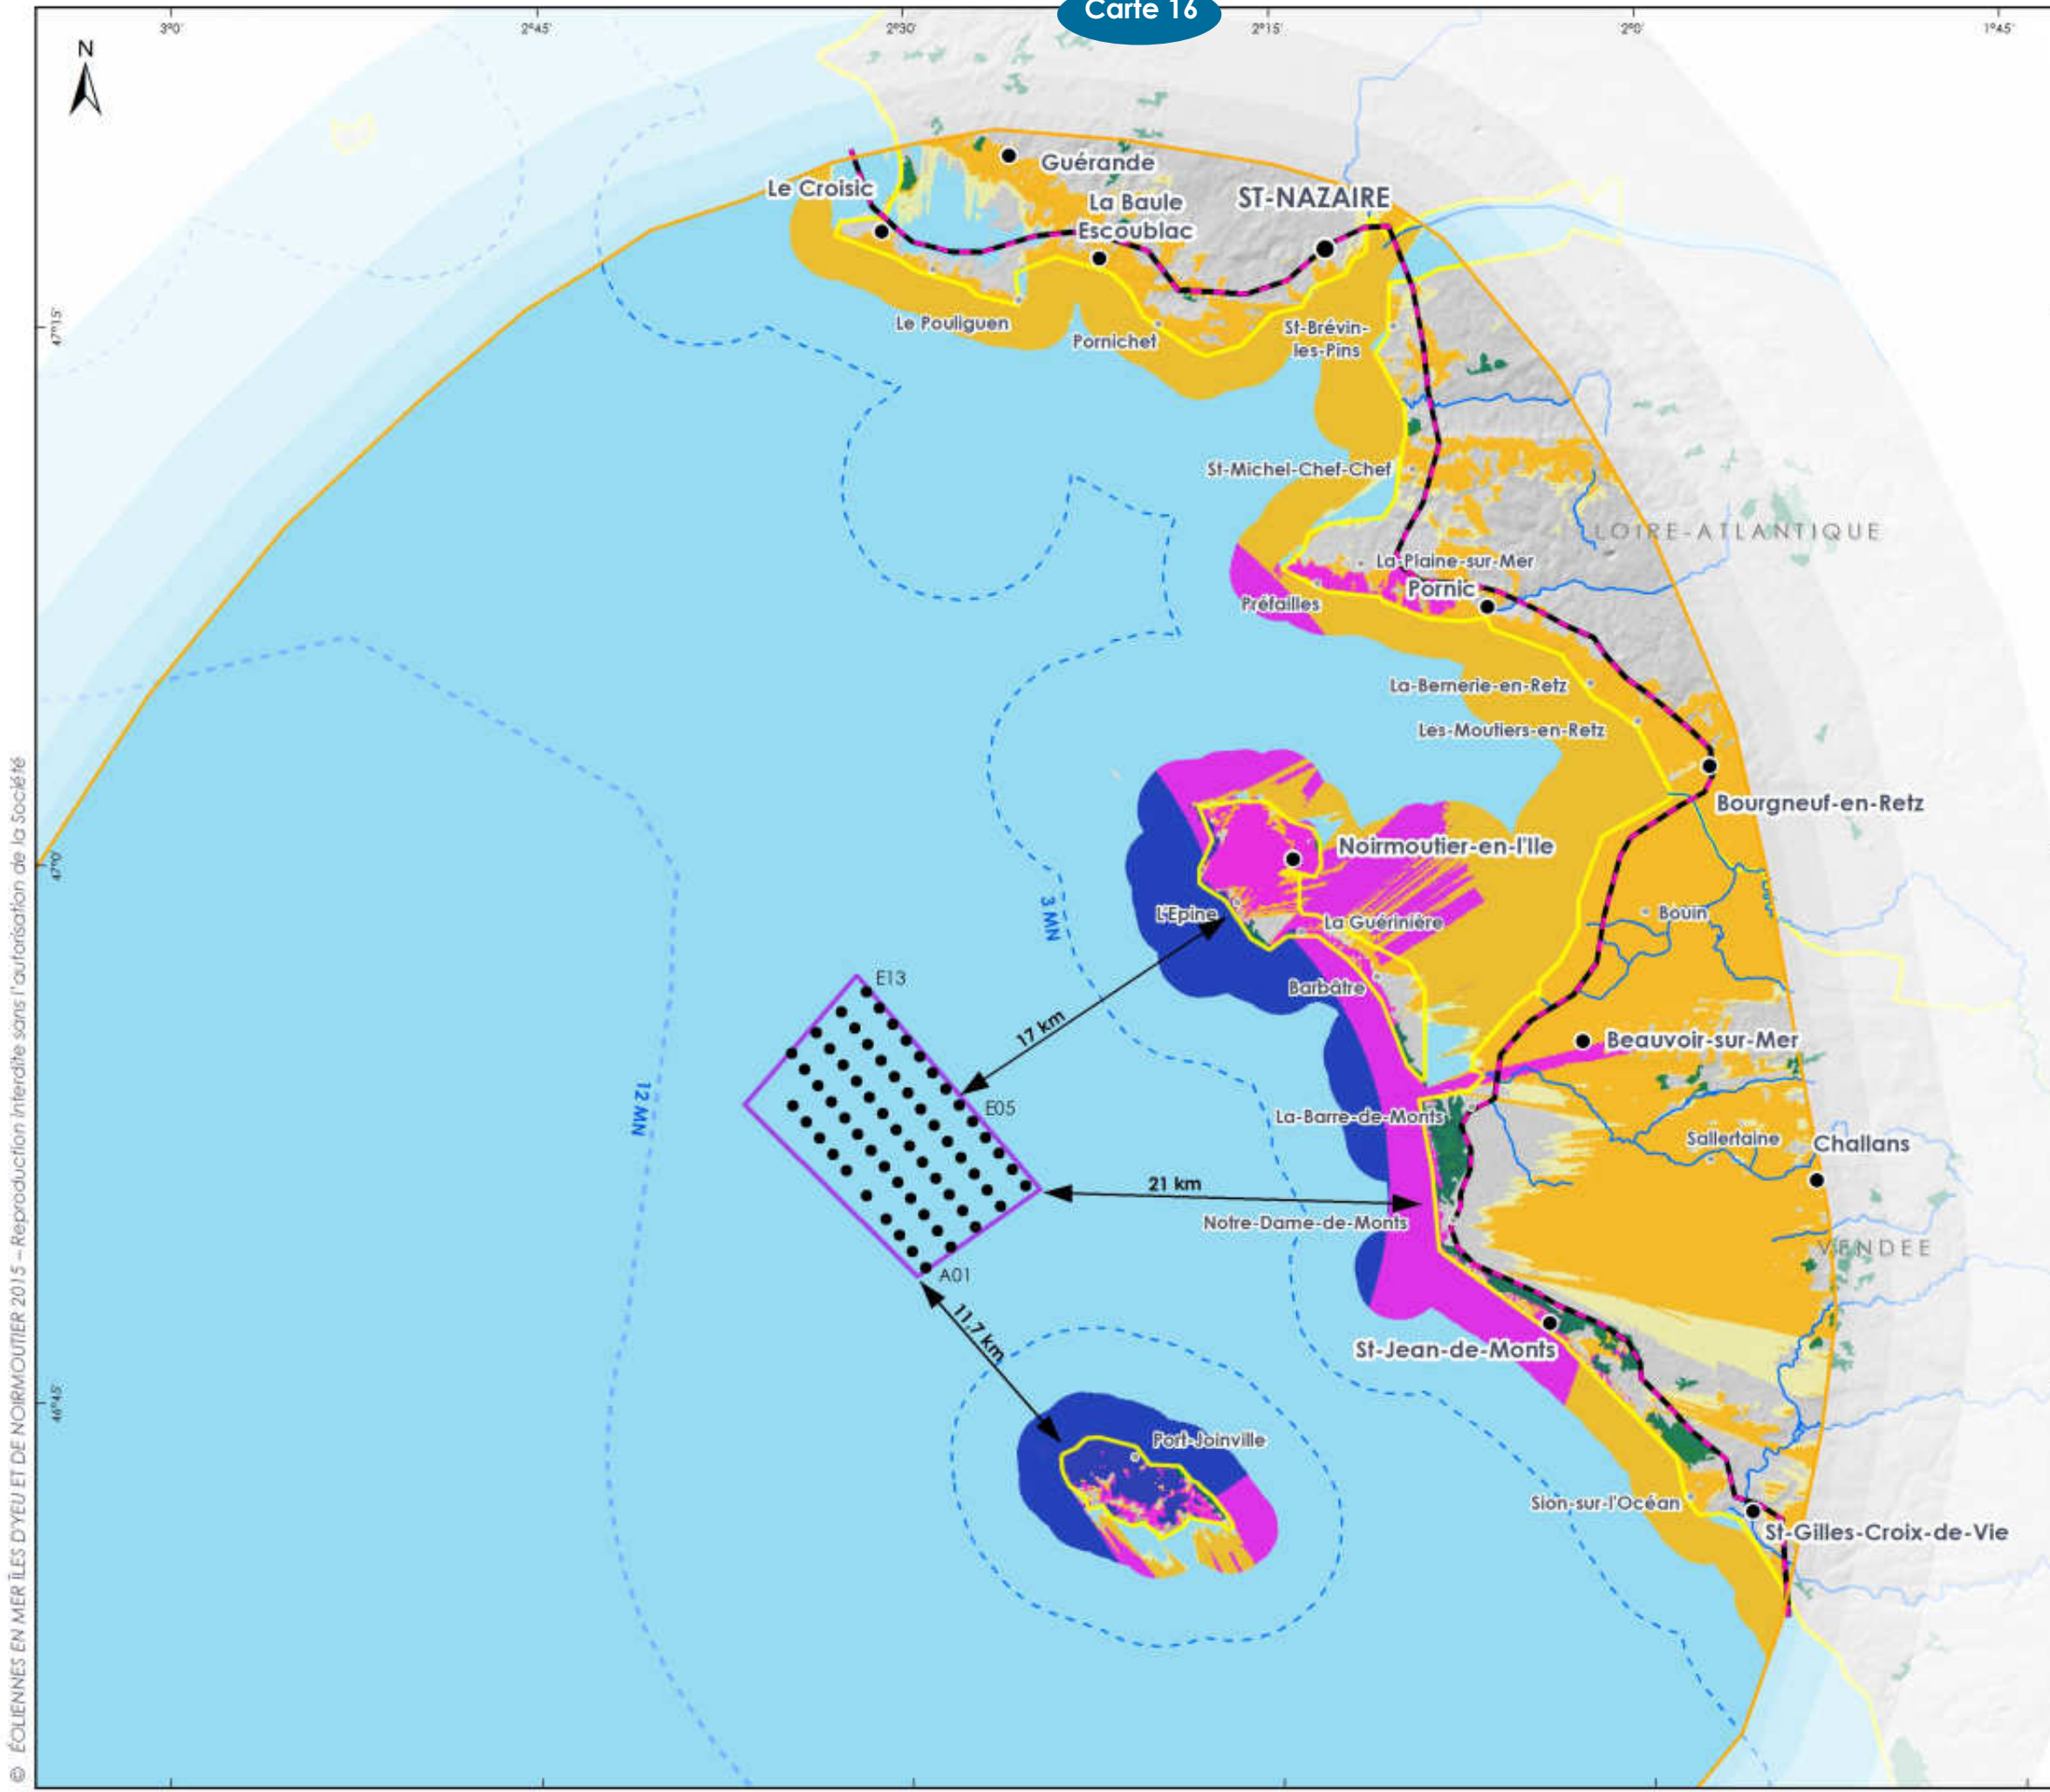 Carte 16
3°0'
2°45'
2°30'
2°15'
2°0'
1°45'
N
Guérande
Le Croisic
La Baule
Escoublac
ST-NAZAIRE
47°15'
Le Pouliguen
Pornichet
St-Brévin-
les-Pins
St-Michel-Chef-Chef
LOIRE-ATLANTIQUE
La-Plaine-sur-Mer
Pornic
Préfailles
La-Bernerie-en-Retz
Les-Moutiers-en-Retz
Bourgneuf-en-Retz
Noirmoutier-en-l'Ile
47°0'
3 MN
L'Epine
La Guérinière
Bouin
E13
Barbâtre
17 km
Beauvoir-sur-Mer
12 MN
E05
La-Barre-de-Monts
Sallertaine
Challans
21 km
Notre-Dame-de-Monts
VENDEE
A01
11,7 km
St-Jean-de-Monts
46°45'
Port-Joinville
Sion-sur-l'Océan
St-Gilles-Croix-de-Vie
© ÉOLIENNES EN MER ÎLES D'YEU ET DE NOIRMOUTIER 2015 – Reproduction interdite sans l'autorisation de la Société